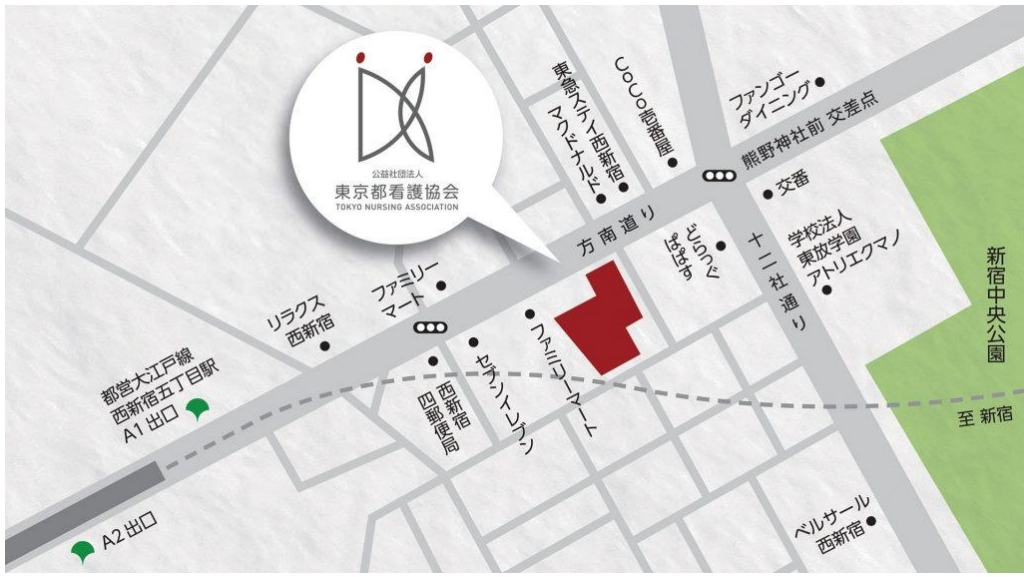 公益社団法人
東京都看護協会
TOKYO NURSING ASSOCIATION
東急ステイ西新宿
マクドナルド
CoCo壱番屋
ファンゴー
ダイニング
熊野神社前 交差点
交番
学校法人
東放学園
アトリエクマノ
新宿中央公園
方南道り
どらっぐ
ぱぱす
十二社通り
ファミリー
マート
リラクス
西新宿
都営大江戸線
西新宿五丁目駅
A1 出口
西新宿
四郵便局
セブンイレブン
ファミリーマート
至 新宿
A2 出口
ベルサール
西新宿